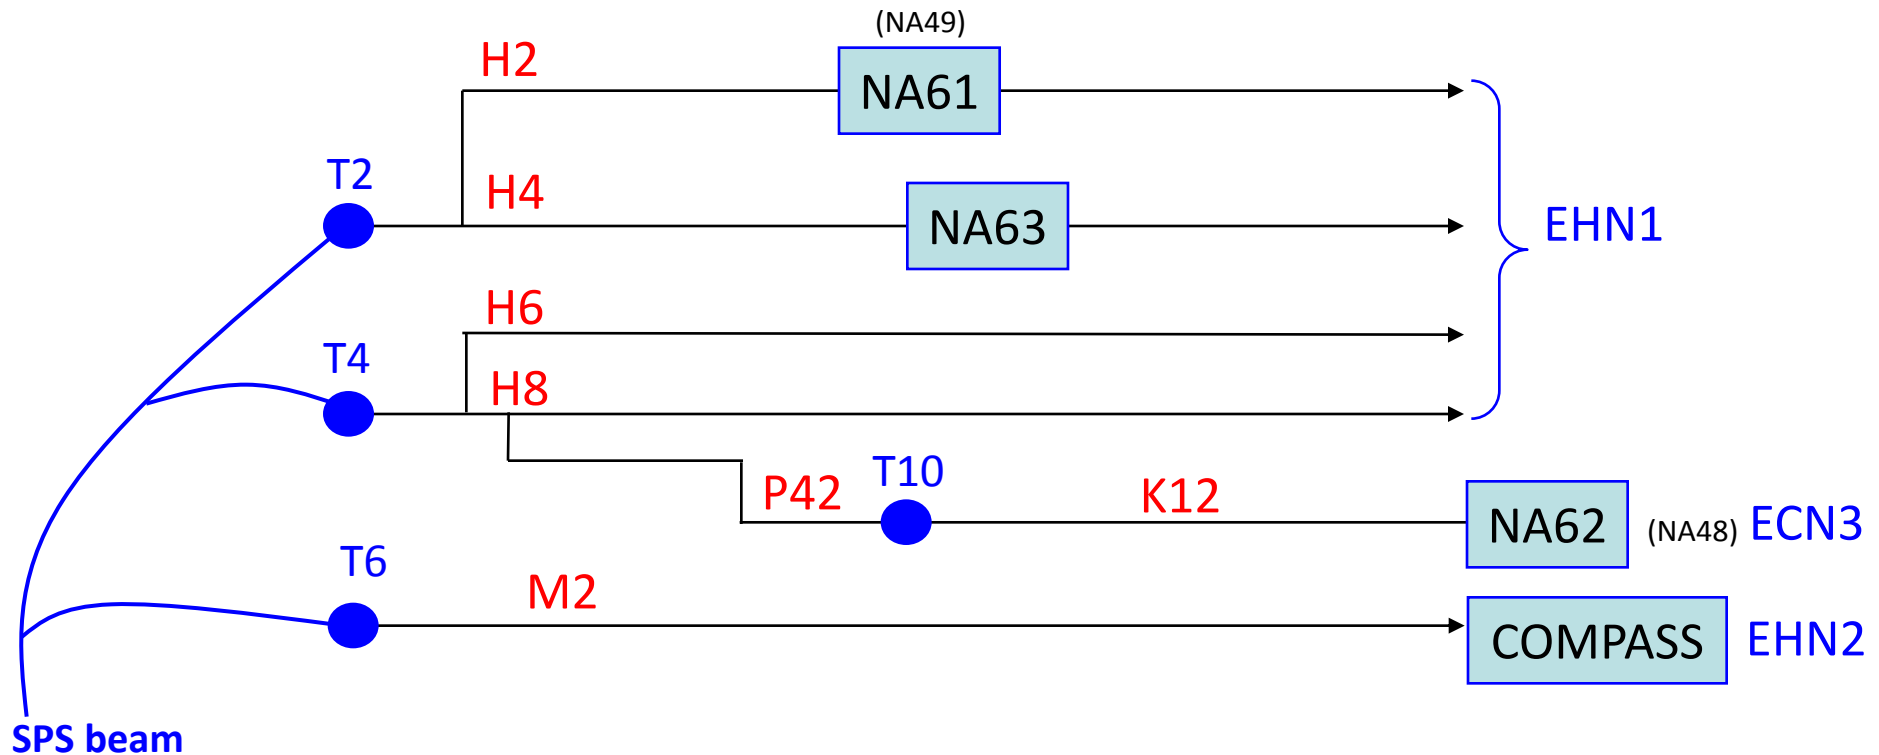 (NA49)
H2
NA61
T2
H4
NA63
EHN1
H6
T4
H8
T10
P42
K12
NA62
(NA48)
ECN3
T6
M2
COMPASS
EHN2
SPS beam